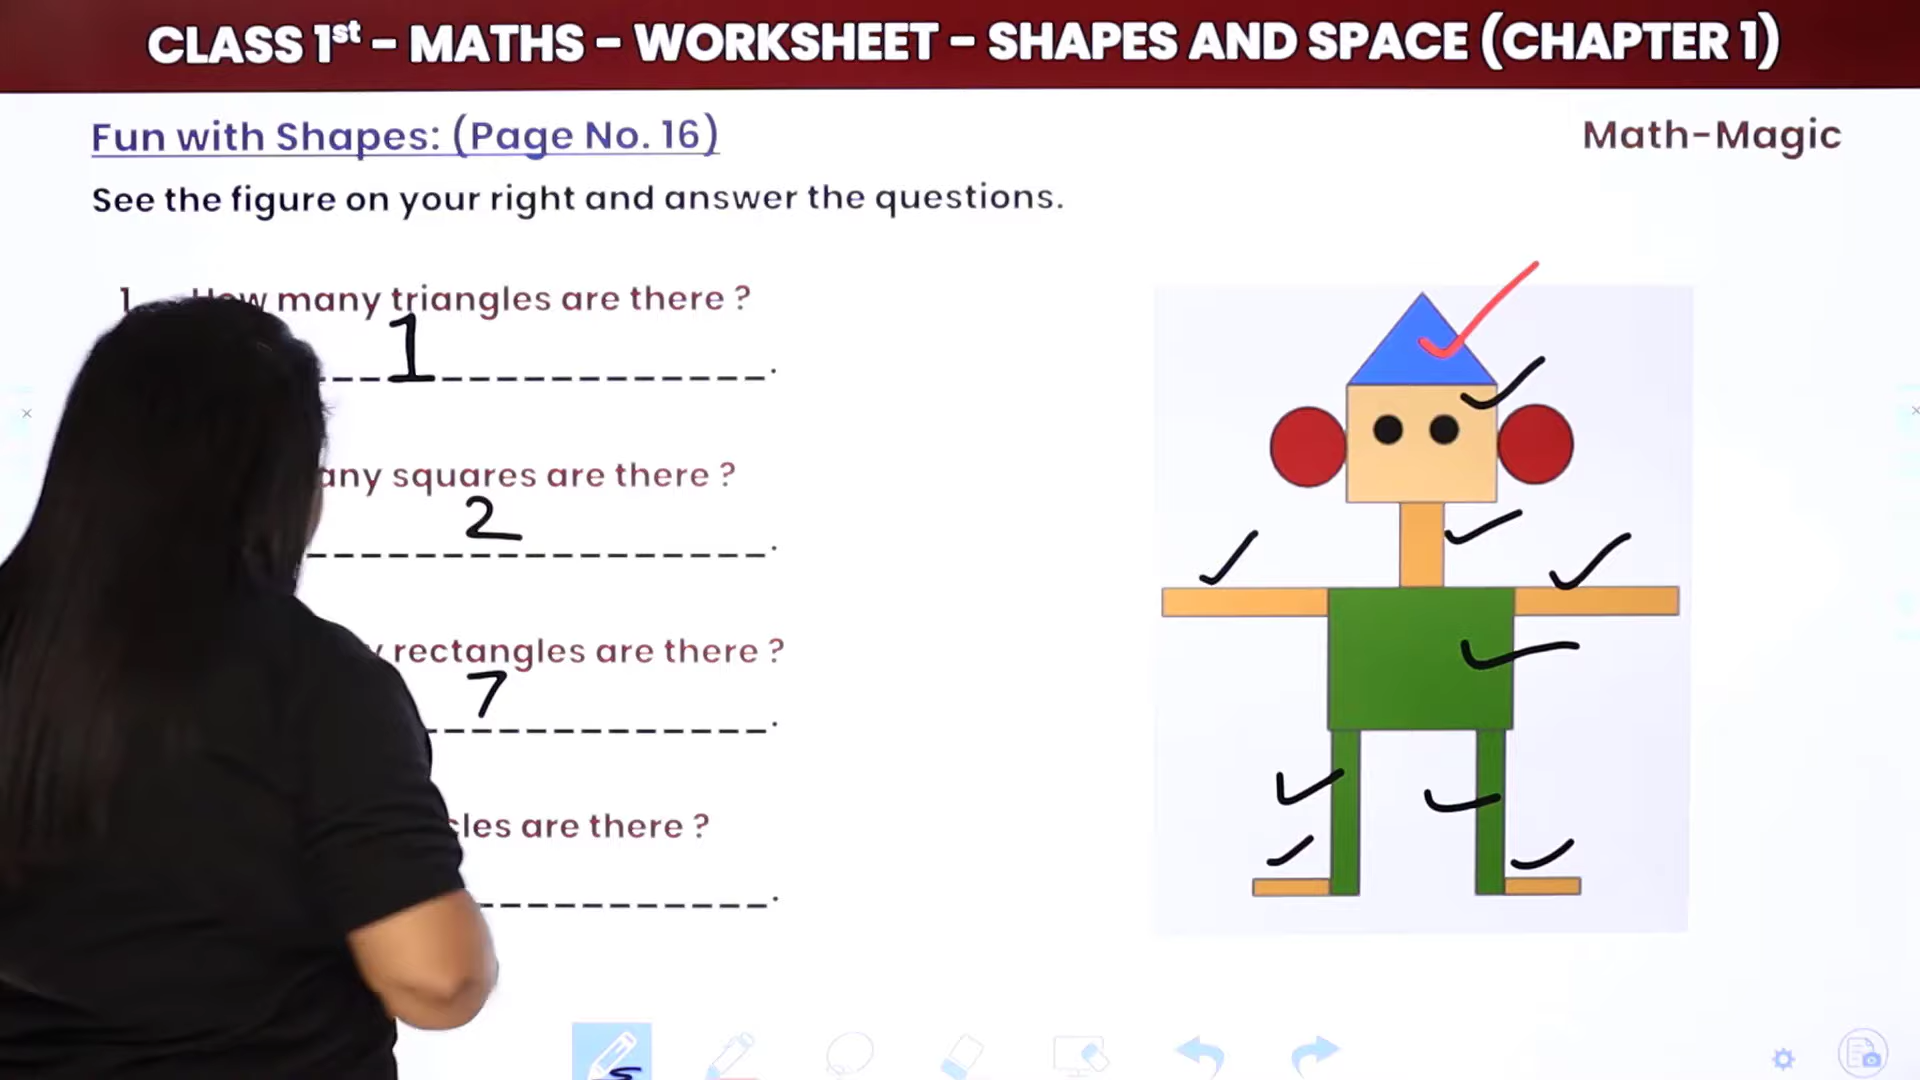 CLASS 1st - MATHS - WORKSHEET - SHAPES AND SPACE (CHAPTER 1)
Fun with Shapes: (Page No. 16)
Math-Magic
See the figure on your right and answer the questions.
1. How many triangles are there ?
1
any squares are there ?
2
y rectangles are there ?
7
cles are there ?